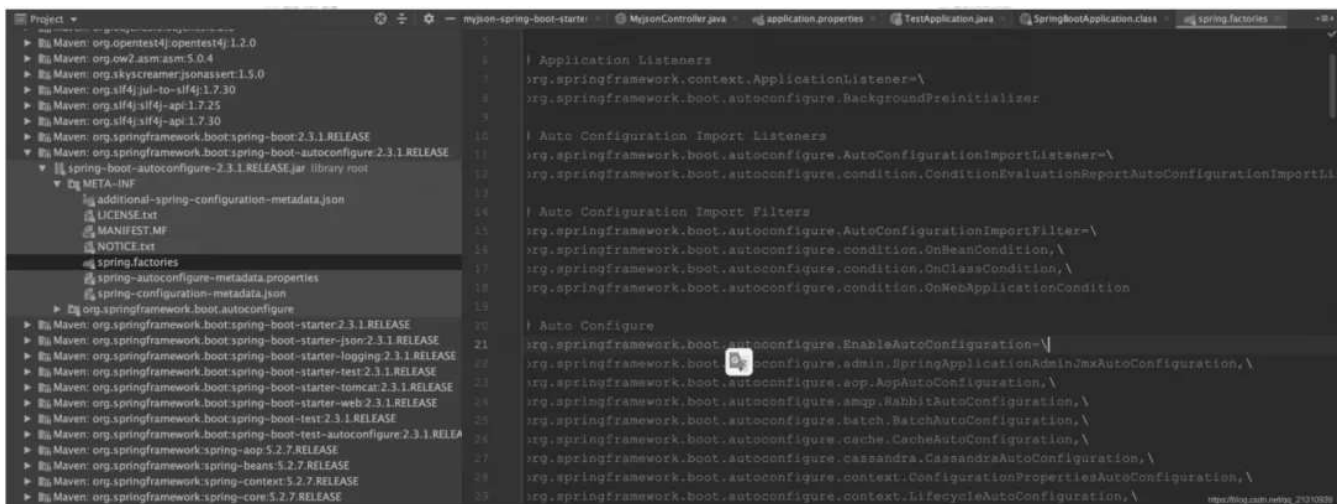 Project
myjson-spring-boot-starter
MyjsonController.java
application.properties
TestApplication.java
SpringBootApplication.class
spring.factories
Maven: org.opentest4j:opentest4j:1.2.0
Maven: org.ow2.asm:asm:5.0.4
Maven: org.skyscreamer:jsonassert:1.5.0
Maven: org.slf4j:jul-to-slf4j:1.7.30
Maven: org.slf4j:slf4j-api:1.7.25
Maven: org.slf4j:slf4j-api:1.7.30
Maven: org.springframework.boot:spring-boot:2.3.1.RELEASE
Maven: org.springframework.boot:spring-boot-autoconfigure:2.3.1.RELEASE
spring-boot-autoconfigure-2.3.1.RELEASE.jar library root
META-INF
additional-spring-configuration-metadata.json
LICENSE.txt
MANIFEST.MF
NOTICE.txt
spring.factories
spring-autoconfigure-metadata.properties
spring-configuration-metadata.json
org.springframework.boot.autoconfigure
Maven: org.springframework.boot:spring-boot-starter:2.3.1.RELEASE
Maven: org.springframework.boot:spring-boot-starter-json:2.3.1.RELEASE
Maven: org.springframework.boot:spring-boot-starter-logging:2.3.1.RELEASE
Maven: org.springframework.boot:spring-boot-starter-test:2.3.1.RELEASE
Maven: org.springframework.boot:spring-boot-starter-tomcat:2.3.1.RELEASE
Maven: org.springframework.boot:spring-boot-starter-web:2.3.1.RELEASE
Maven: org.springframework.boot:spring-boot-test:2.3.1.RELEASE
Maven: org.springframework.boot:spring-boot-test-autoconfigure:2.3.1.RELEA
Maven: org.springframework:spring-aop:5.2.7.RELEASE
Maven: org.springframework:spring-beans:5.2.7.RELEASE
Maven: org.springframework:spring-context:5.2.7.RELEASE
Maven: org.springframework:spring-core:5.2.7.RELEASE
5
6 # Application Listeners
7 org.springframework.context.ApplicationListener=\
8 org.springframework.boot.autoconfigure.BackgroundPreinitializer
9
10 # Auto Configuration Import Listeners
11 org.springframework.boot.autoconfigure.AutoConfigurationImportListener=\
12 org.springframework.boot.autoconfigure.condition.ConditionEvaluationReportAutoConfigurationImportLi
13
14 # Auto Configuration Import Filters
15 org.springframework.boot.autoconfigure.AutoConfigurationImportFilter=\
16 org.springframework.boot.autoconfigure.condition.OnBeanCondition,\
17 org.springframework.boot.autoconfigure.condition.OnClassCondition,\
18 org.springframework.boot.autoconfigure.condition.OnWebApplicationCondition
19
20 # Auto Configure
21 org.springframework.boot.autoconfigure.EnableAutoConfiguration=\
22 org.springframework.boot.autoconfigure.admin.SpringApplicationAdminJmxAutoConfiguration,\
23 org.springframework.boot.autoconfigure.aop.AopAutoConfiguration,\
24 org.springframework.boot.autoconfigure.amqp.RabbitAutoConfiguration,\
25 org.springframework.boot.autoconfigure.batch.BatchAutoConfiguration,\
26 org.springframework.boot.autoconfigure.cache.CacheAutoConfiguration,\
27 org.springframework.boot.autoconfigure.cassandra.CassandraAutoConfiguration,\
28 org.springframework.boot.autoconfigure.context.ConfigurationPropertiesAutoConfiguration,\
29 org.springframework.boot.autoconfigure.context.LifecycleAutoConfiguration,\